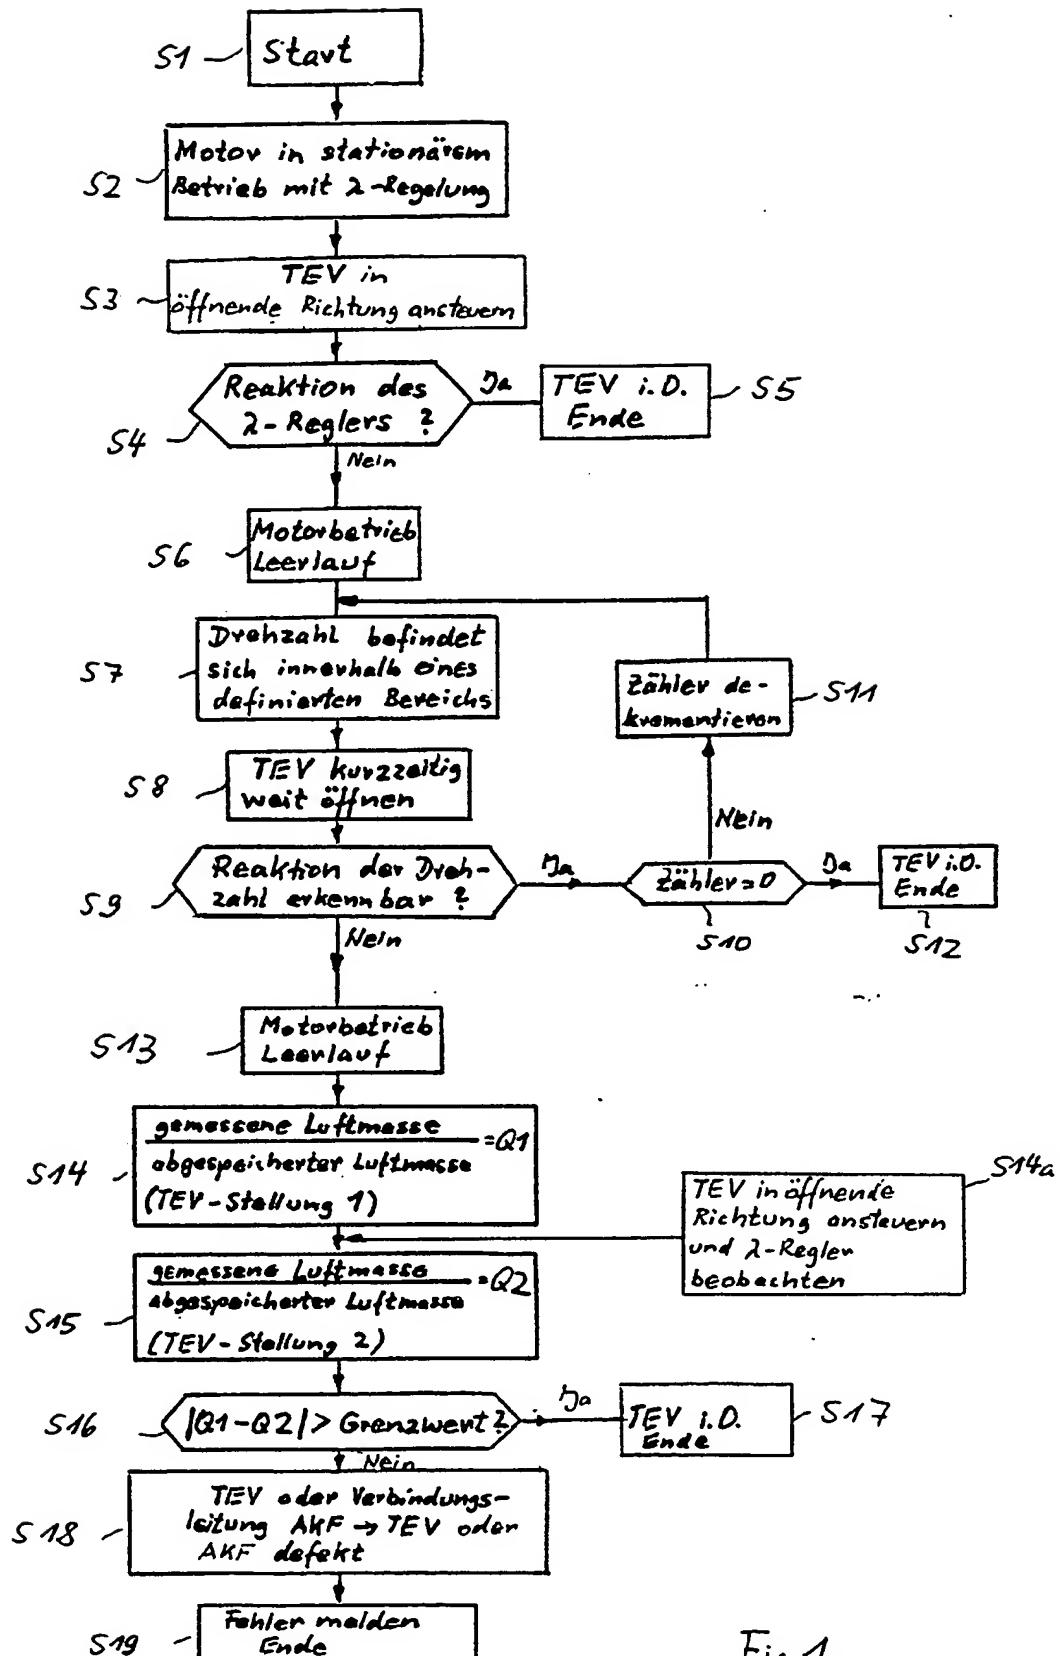 S1
Start
S2
Motor in stationärem
Betrieb mit λ-Regelung
S3
TEV in
öffnende Richtung ansteuern
S4
Reaktion des
λ-Reglers ?
Ja
TEV i.O.
Ende
S5
Nein
S6
Motorbetrieb
Leerlauf
S7
Drehzahl befindet
sich innerhalb eines
definierten Bereichs
Zähler de-
krementieren
S11
S8
TEV kurzzeitig
weit öffnen
Nein
S9
Reaktion der Dreh-
zahl erkennbar ?
Ja
Zähler=0
S10
Ja
TEV i.O.
Ende
S12
Nein
S13
Motorbetrieb
Leerlauf
S14
gemessene Luftmasse
=Q1
abgespeicherter Luftmasse
(TEV-Stellung 1)
S14a
TEV in öffnende
Richtung ansteuern
und λ-Regler
beobachten
S15
gemessene Luftmasse
=Q2
abgespeicherter Luftmasse
(TEV-Stellung 2)
S16
|Q1-Q2|> Grenzwert?
Ja
TEV i.O.
Ende
S17
Nein
S18
TEV oder Verbindungs-
leitung AKF → TEV oder
AKF defekt
S19
Fehler melden
Ende
Fig.1